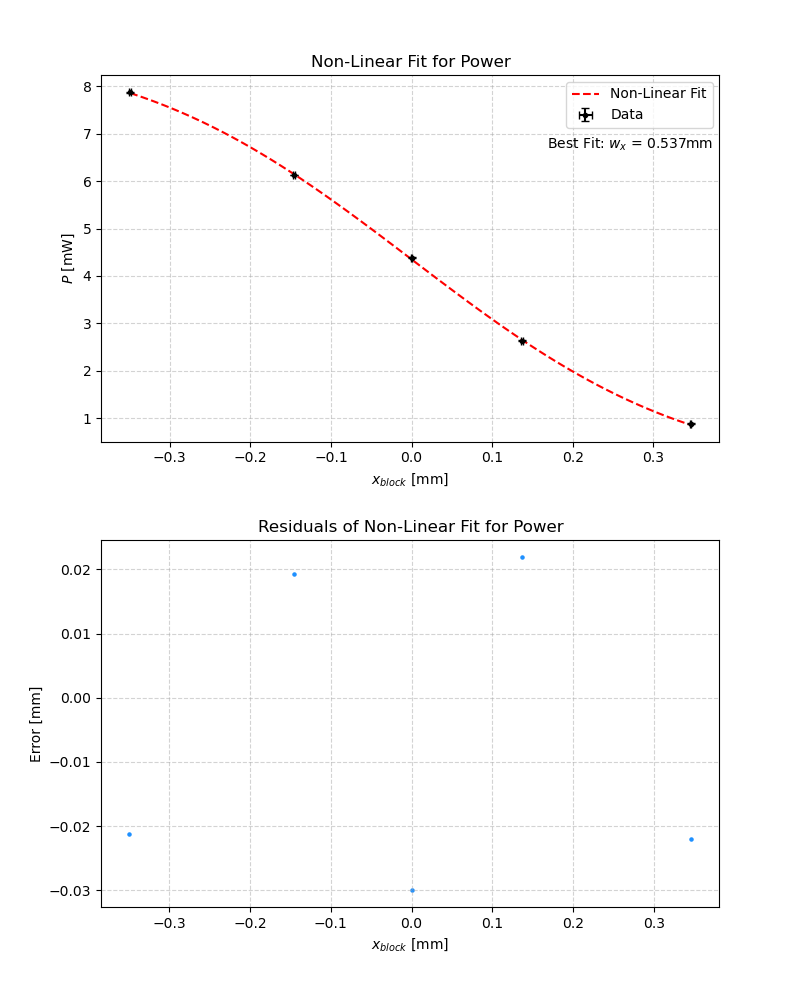 Non-Linear Fit for Power
8
7
6
5
4
3
2
1
P [mW]
Non-Linear Fit
Data
Best Fit: wₓ = 0.537mm
−0.3 −0.2 −0.1 0.0 0.1 0.2 0.3
x_block [mm]
Residuals of Non-Linear Fit for Power
0.02
0.01
0.00
−0.01
−0.02
−0.03
Error [mm]
−0.3 −0.2 −0.1 0.0 0.1 0.2 0.3
x_block [mm]